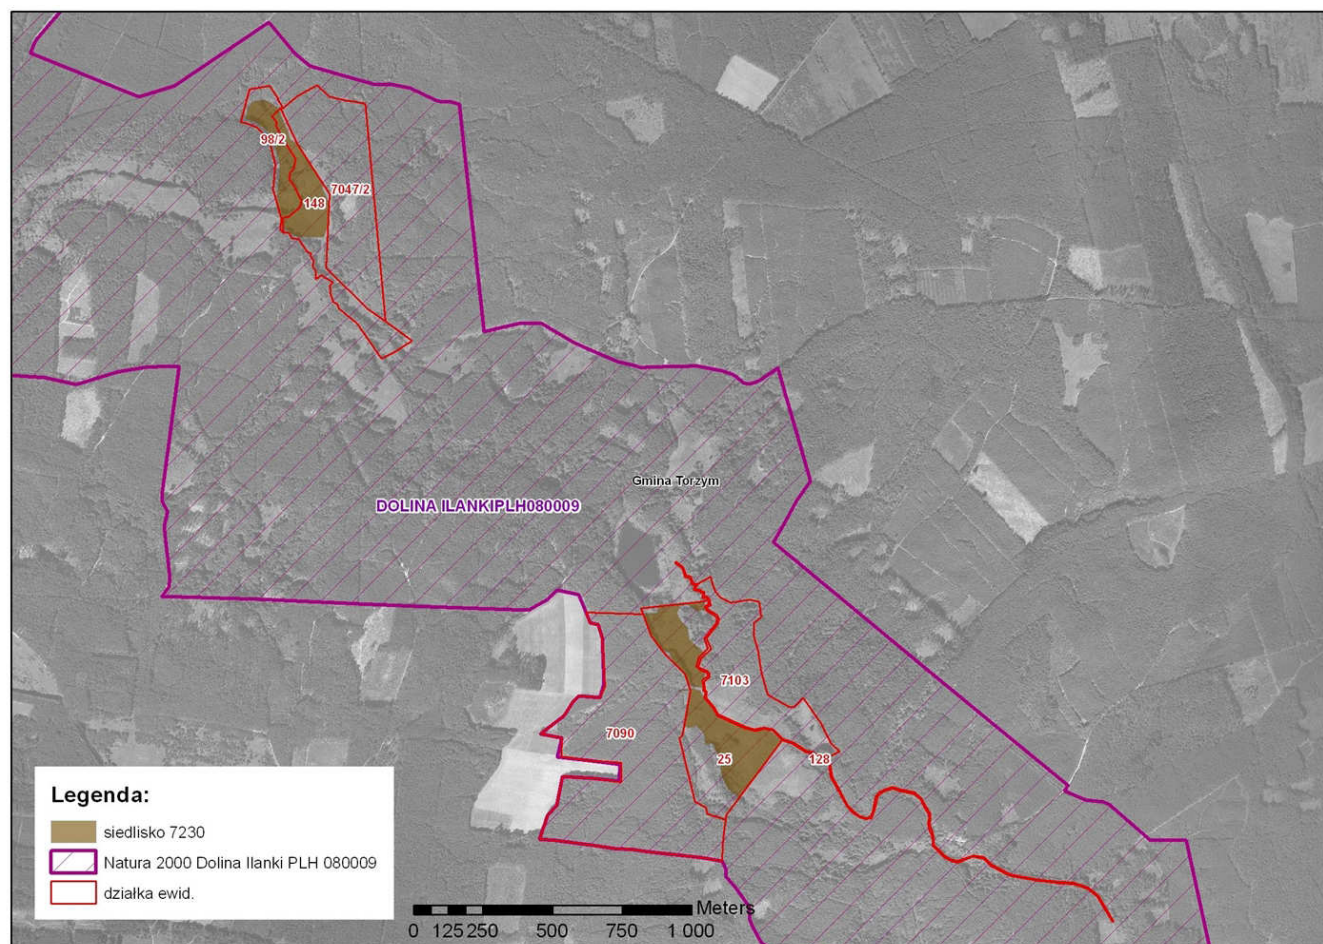 98/2
7047/2
148
Gmina Torzym
DOLINA ILANKIPLH080009
7103
7090
25
128
Legenda:
siedlisko 7230
Natura 2000 Dolina Ilanki PLH 080009
działka ewid.
Meters
0 125 250 500 750 1 000